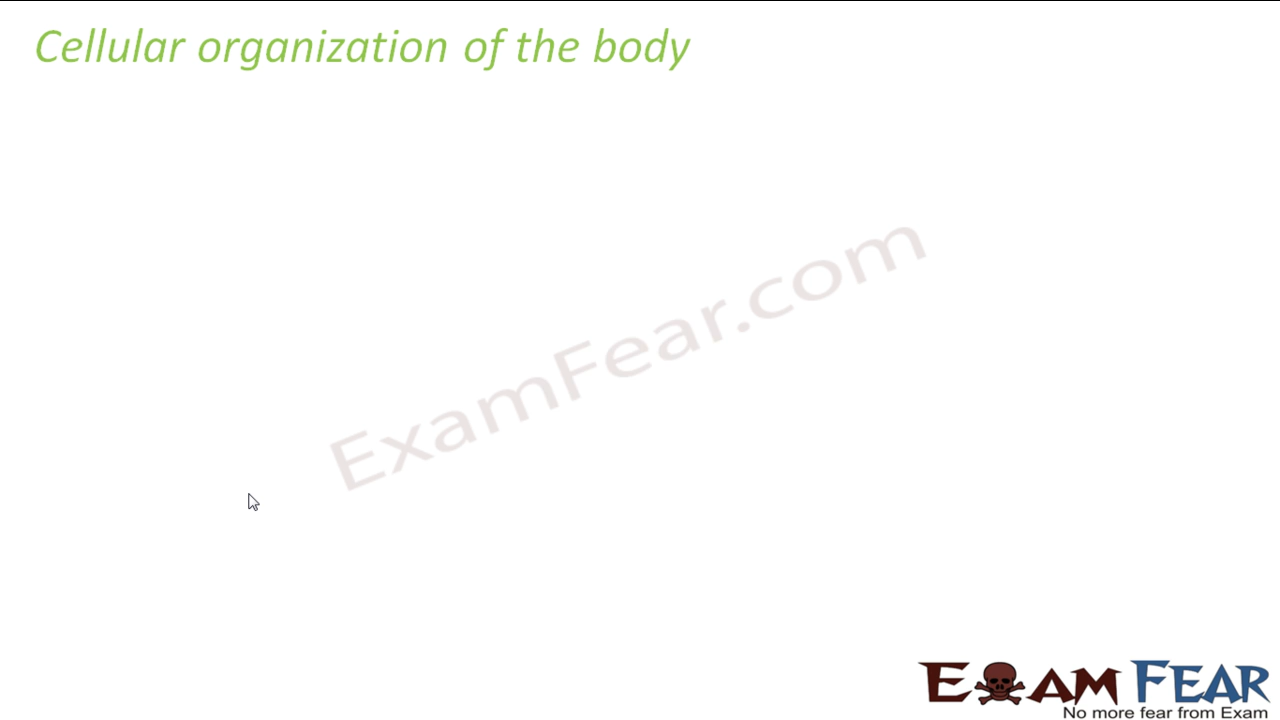 Cellular organization of the body
ExamFear.com
EXAM FEAR
No more fear from Exam